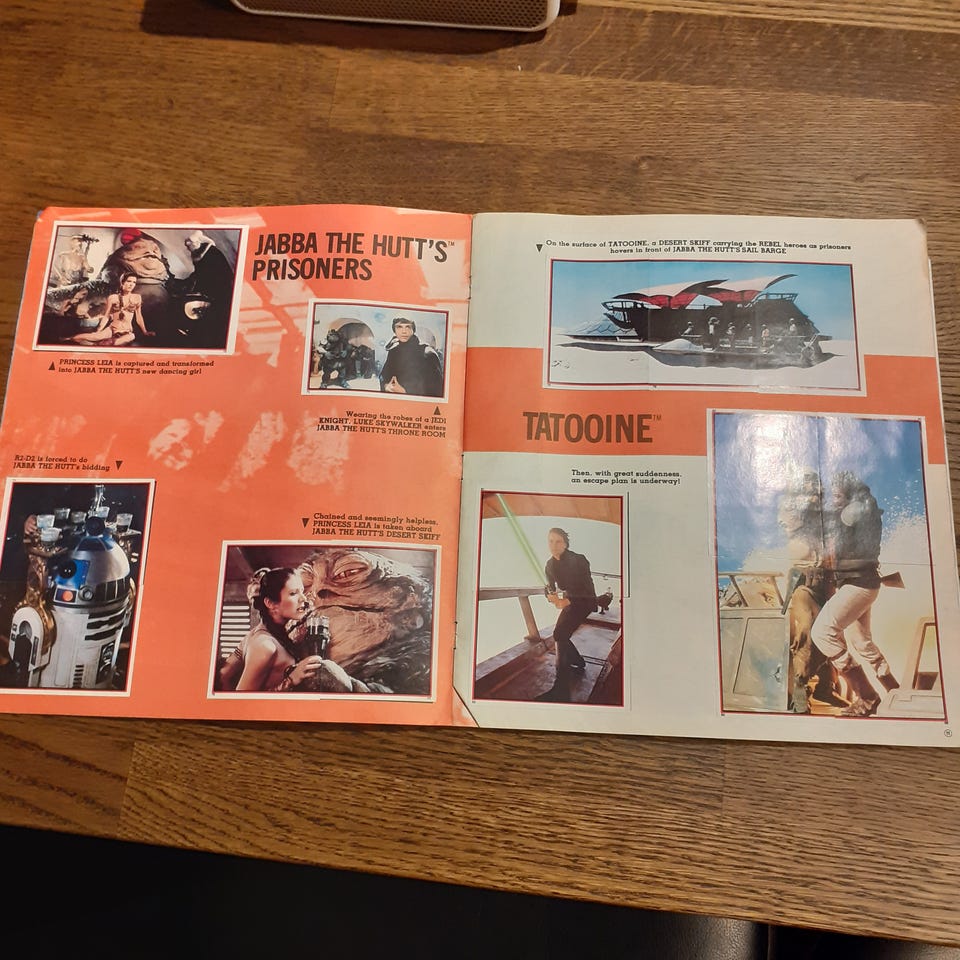 JABBA THE HUTT'S™
PRISONERS
PRINCESS LEIA is captured and transformed
into JABBA THE HUTT'S new dancing girl
Wearing the robes of a JEDI
KNIGHT, LUKE SKYWALKER enters
JABBA THE HUTT'S THRONE ROOM
R2-D2 is forced to do
JABBA THE HUTT's bidding
Chained and seemingly helpless,
PRINCESS LEIA is taken aboard
JABBA THE HUTT'S DESERT SKIFF
On the surface of TATOOINE, a DESERT SKIFF carrying the REBEL heroes as prisoners
hovers in front of JABBA THE HUTT'S SAIL BARGE
TATOOINE™
Then, with great suddenness,
an escape plan is underway!